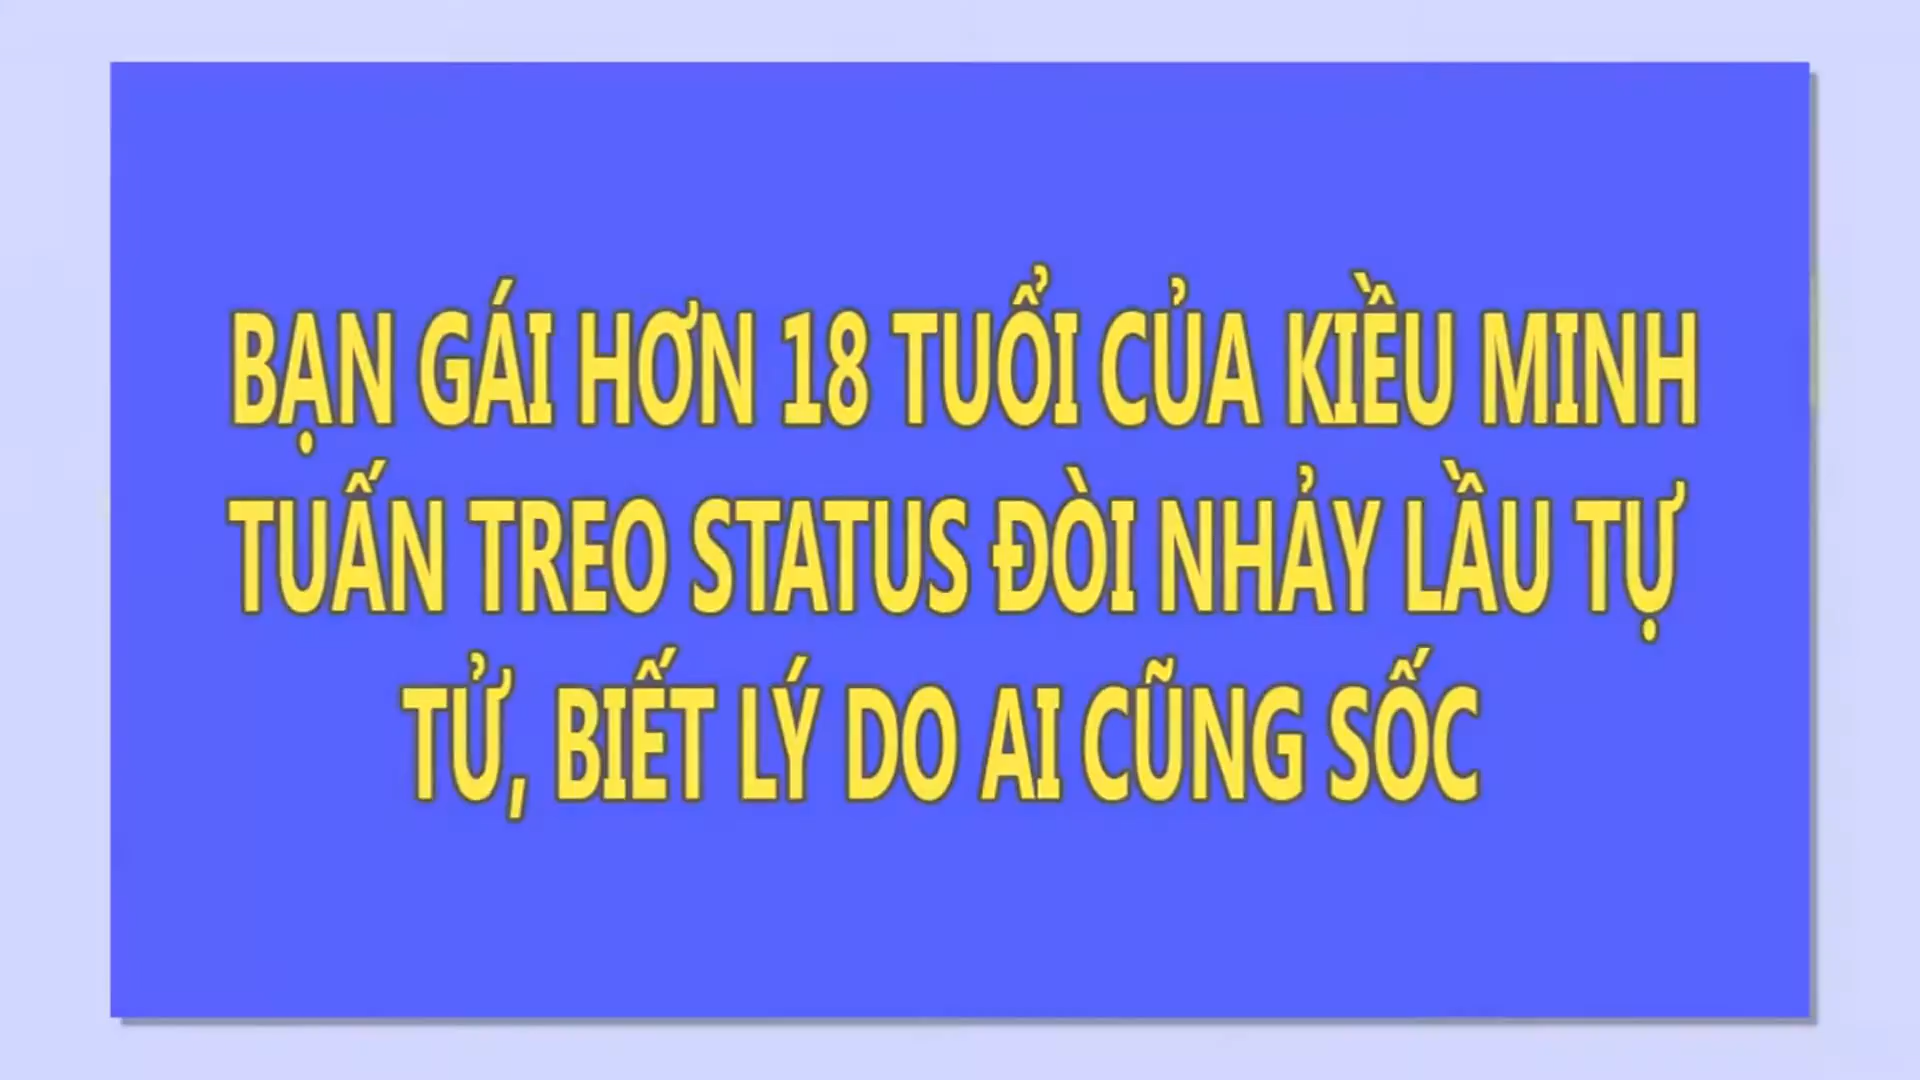 BẠN GÁI HƠN 18 TUỔI CỦA KIỀU MINH
TUẤN TREO STATUS ĐÒI NHẢY LẦU TỰ
TỬ, BIẾT LÝ DO AI CŨNG SỐC